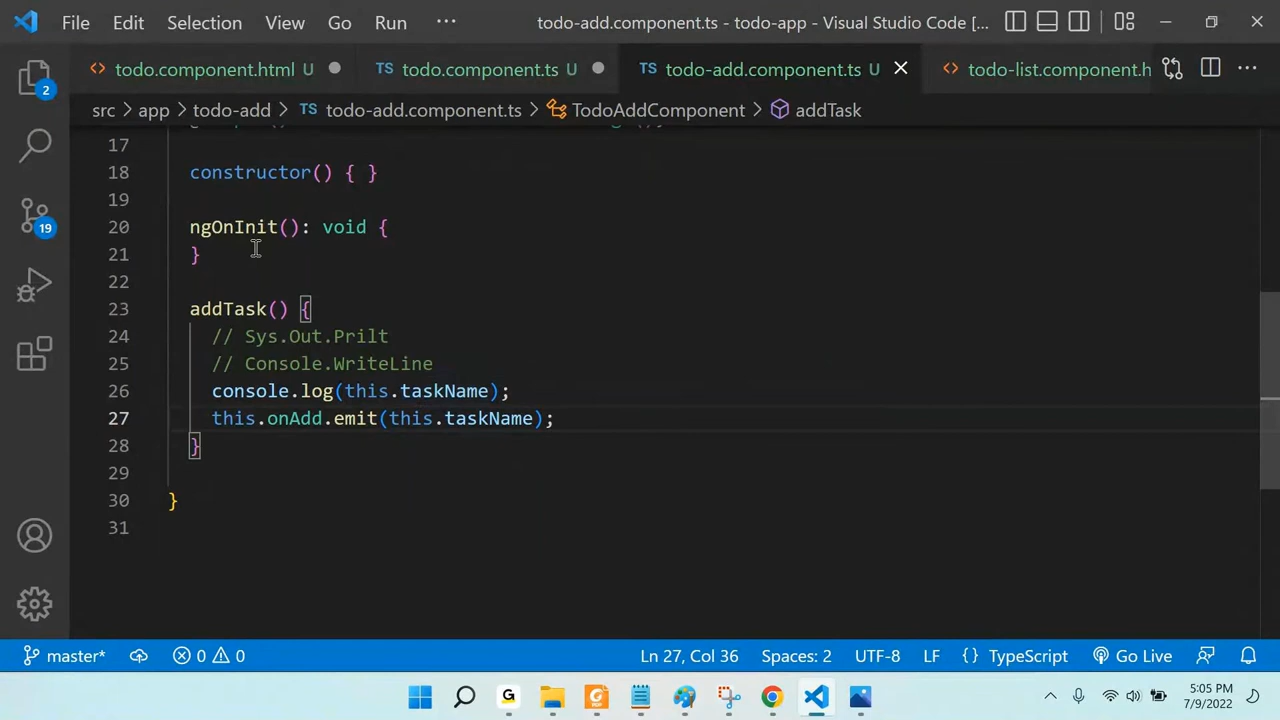 File Edit Selection View Go Run ··· todo-add.component.ts - todo-app - Visual Studio Code [...
todo.component.html U TS todo.component.ts U TS todo-add.component.ts U todo-list.component.h
src > app > todo-add > TS todo-add.component.ts > TodoAddComponent > addTask
17
18 constructor() { }
19
20 ngOnInit(): void {
21 }
22
23 addTask() {
24 // Sys.Out.Prilt
25 // Console.WriteLine
26 console.log(this.taskName);
27 this.onAdd.emit(this.taskName);
28 }
29
30 }
31
2
19
master* 0 0 Ln 27, Col 36 Spaces: 2 UTF-8 LF {} TypeScript Go Live
G PDF 5:05 PM
7/9/2022